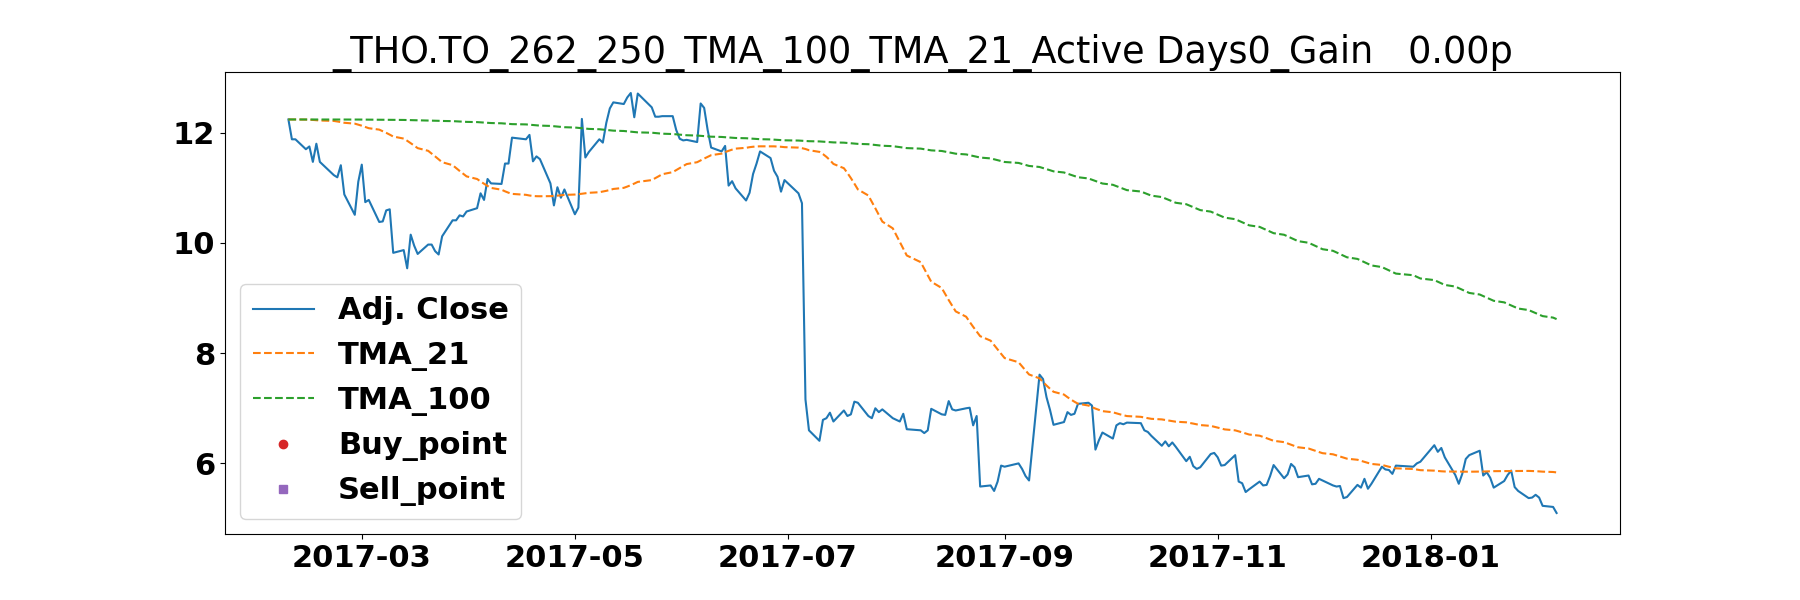 _THO.TO_262_250_TMA_100_TMA_21_Active Days0_Gain   0.00p
12
10
8
6
Adj. Close
TMA_21
TMA_100
Buy_point
Sell_point
2017-03 2017-05 2017-07 2017-09 2017-11 2018-01